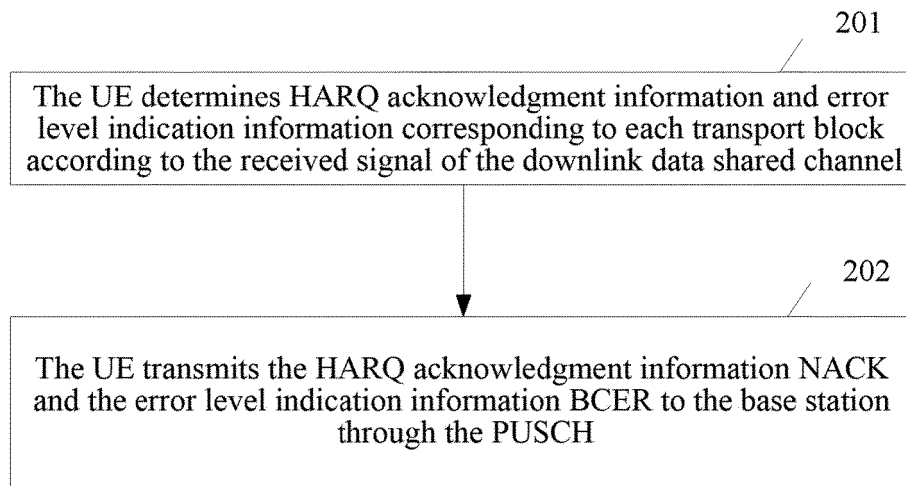 201
The UE determines HARQ acknowledgment information and error
level indication information corresponding to each transport block
according to the received signal of the downlink data shared channel
202
The UE transmits the HARQ acknowledgment information NACK
and the error level indication information BCER to the base station
through the PUSCH